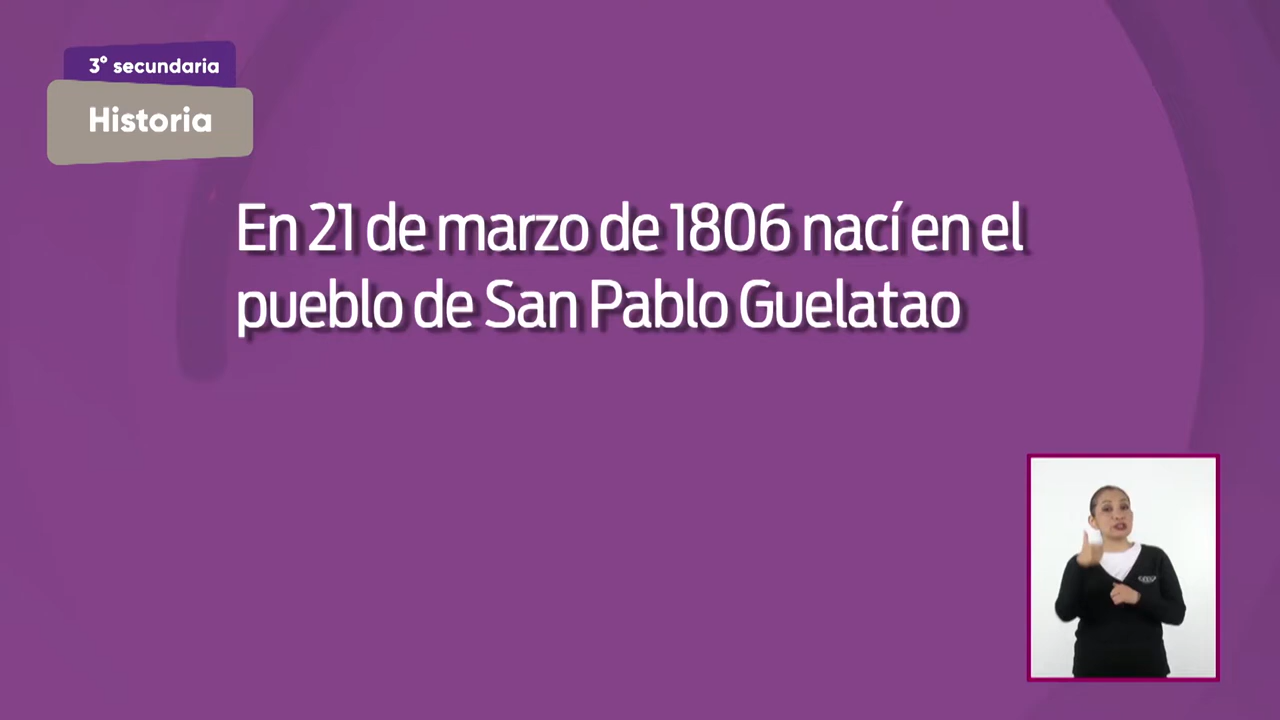 3° secundaria
Historia
En 21 de marzo de 1806 nací en el
pueblo de San Pablo Guelatao